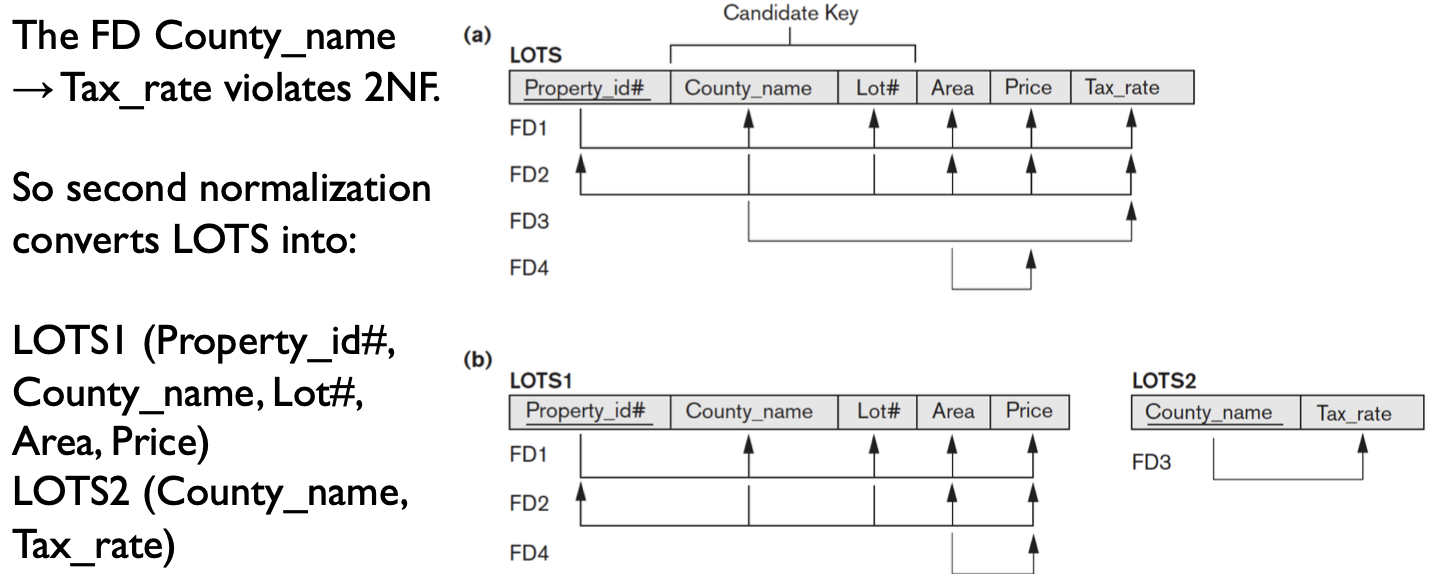 The FD County_name
→ Tax_rate violates 2NF.
So second normalization
converts LOTS into:
LOTS1 (Property_id#,
County_name, Lot#,
Area, Price)
LOTS2 (County_name,
Tax_rate)
Candidate Key
(a)
LOTS
Property_id# County_name Lot# Area Price Tax_rate
FD1
FD2
FD3
FD4
(b)
LOTS1
Property_id# County_name Lot# Area Price
FD1
FD2
FD4
LOTS2
County_name Tax_rate
FD3